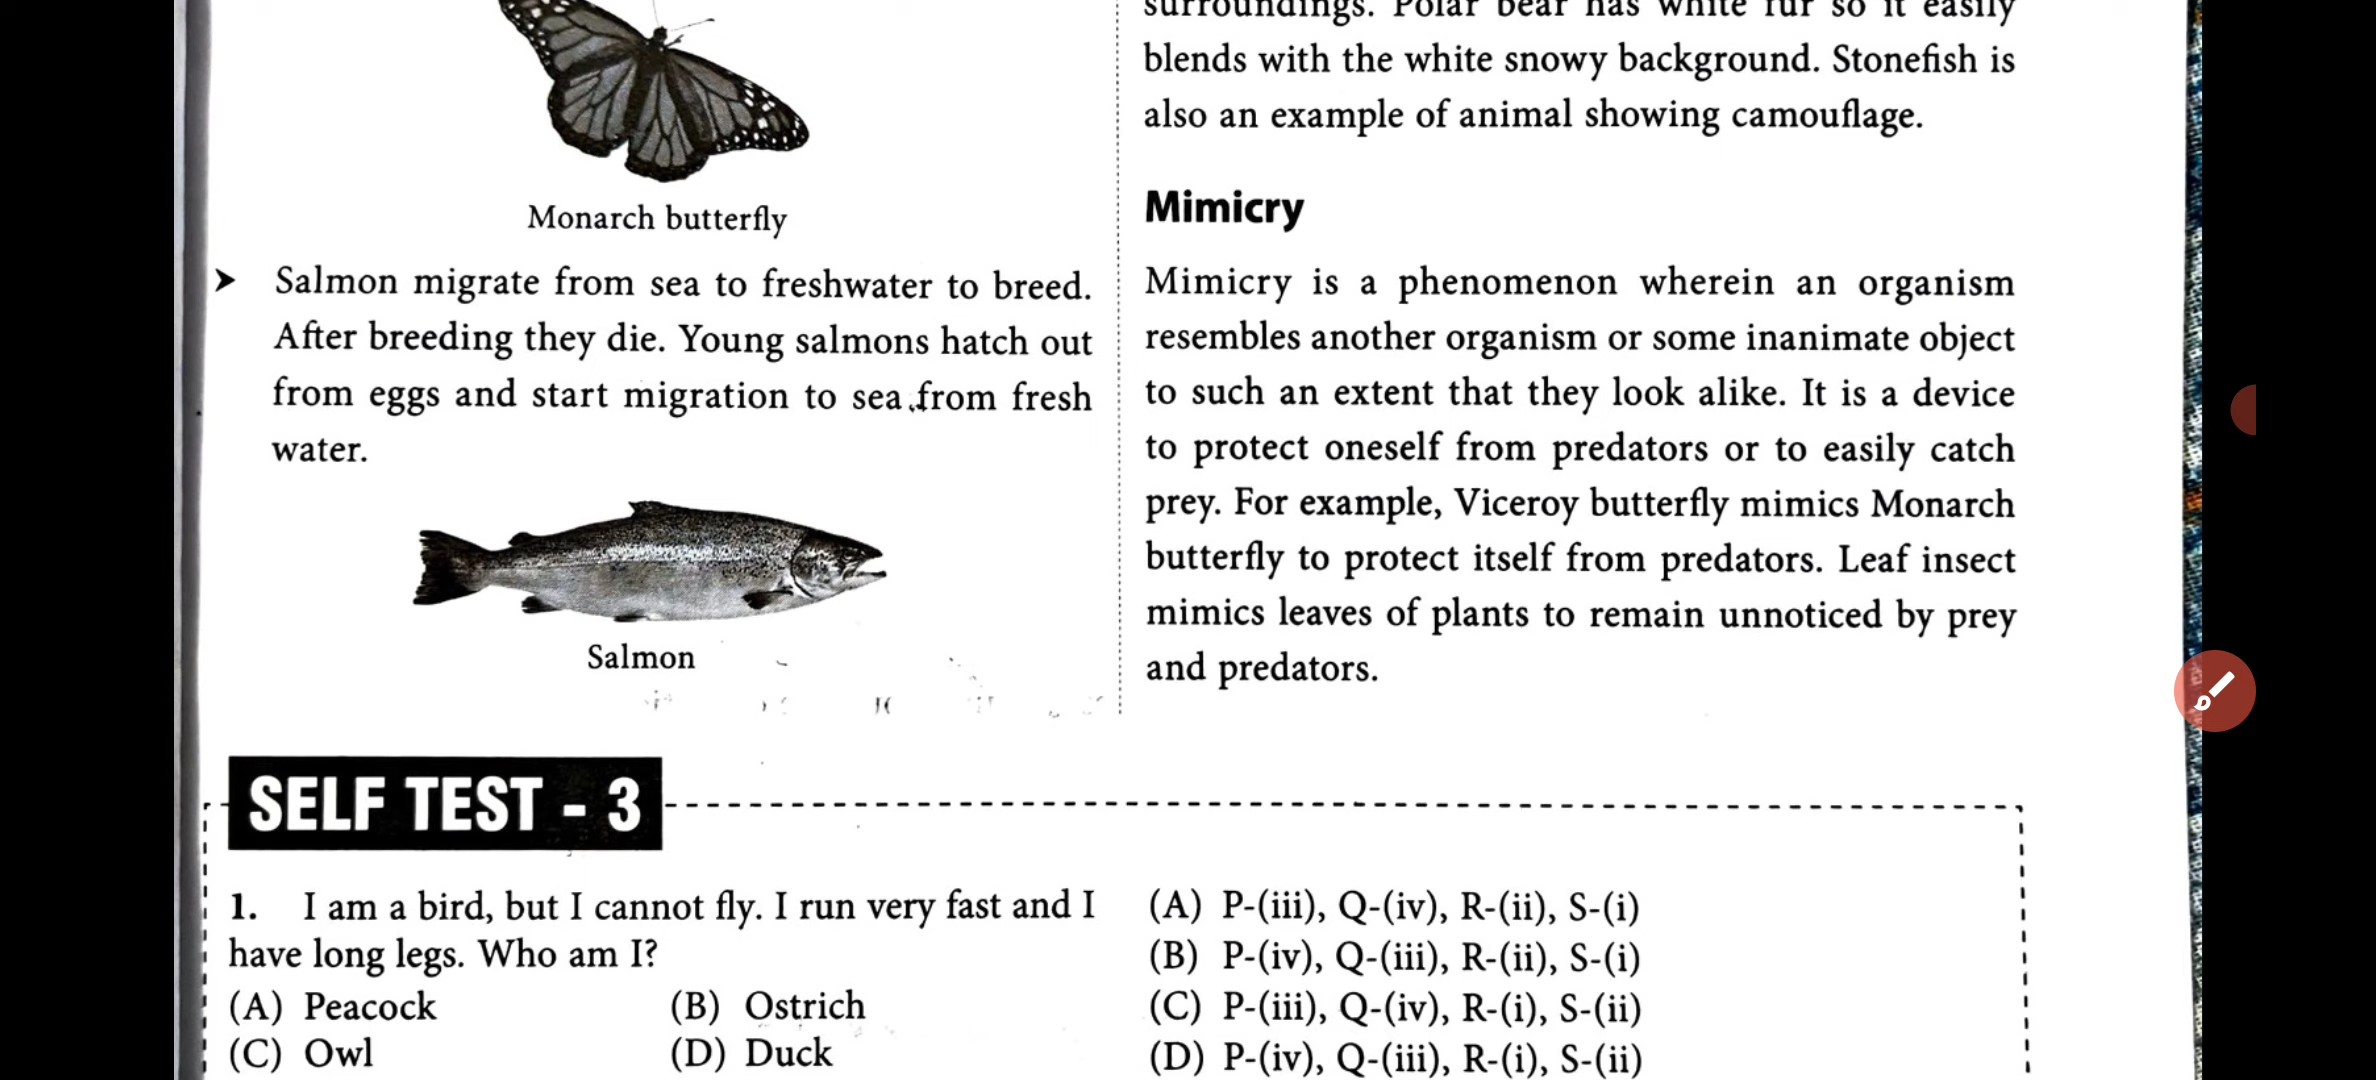 Monarch butterfly
➤ Salmon migrate from sea to freshwater to breed.
After breeding they die. Young salmons hatch out
from eggs and start migration to sea from fresh
water.
Salmon
surroundings. Polar bear has white fur so it easily
blends with the white snowy background. Stonefish is
also an example of animal showing camouflage.
Mimicry
Mimicry is a phenomenon wherein an organism
resembles another organism or some inanimate object
to such an extent that they look alike. It is a device
to protect oneself from predators or to easily catch
prey. For example, Viceroy butterfly mimics Monarch
butterfly to protect itself from predators. Leaf insect
mimics leaves of plants to remain unnoticed by prey
and predators.
SELF TEST - 3
1. I am a bird, but I cannot fly. I run very fast and I
have long legs. Who am I?
(A) Peacock (B) Ostrich
(C) Owl (D) Duck
(A) P-(iii), Q-(iv), R-(ii), S-(i)
(B) P-(iv), Q-(iii), R-(ii), S-(i)
(C) P-(iii), Q-(iv), R-(i), S-(ii)
(D) P-(iv), Q-(iii), R-(i), S-(ii)